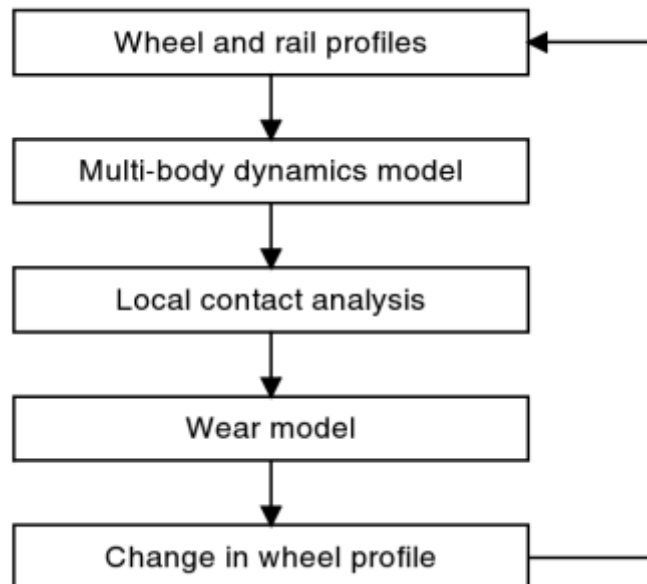 Wheel and rail profiles
Multi-body dynamics model
Local contact analysis
Wear model
Change in wheel profile